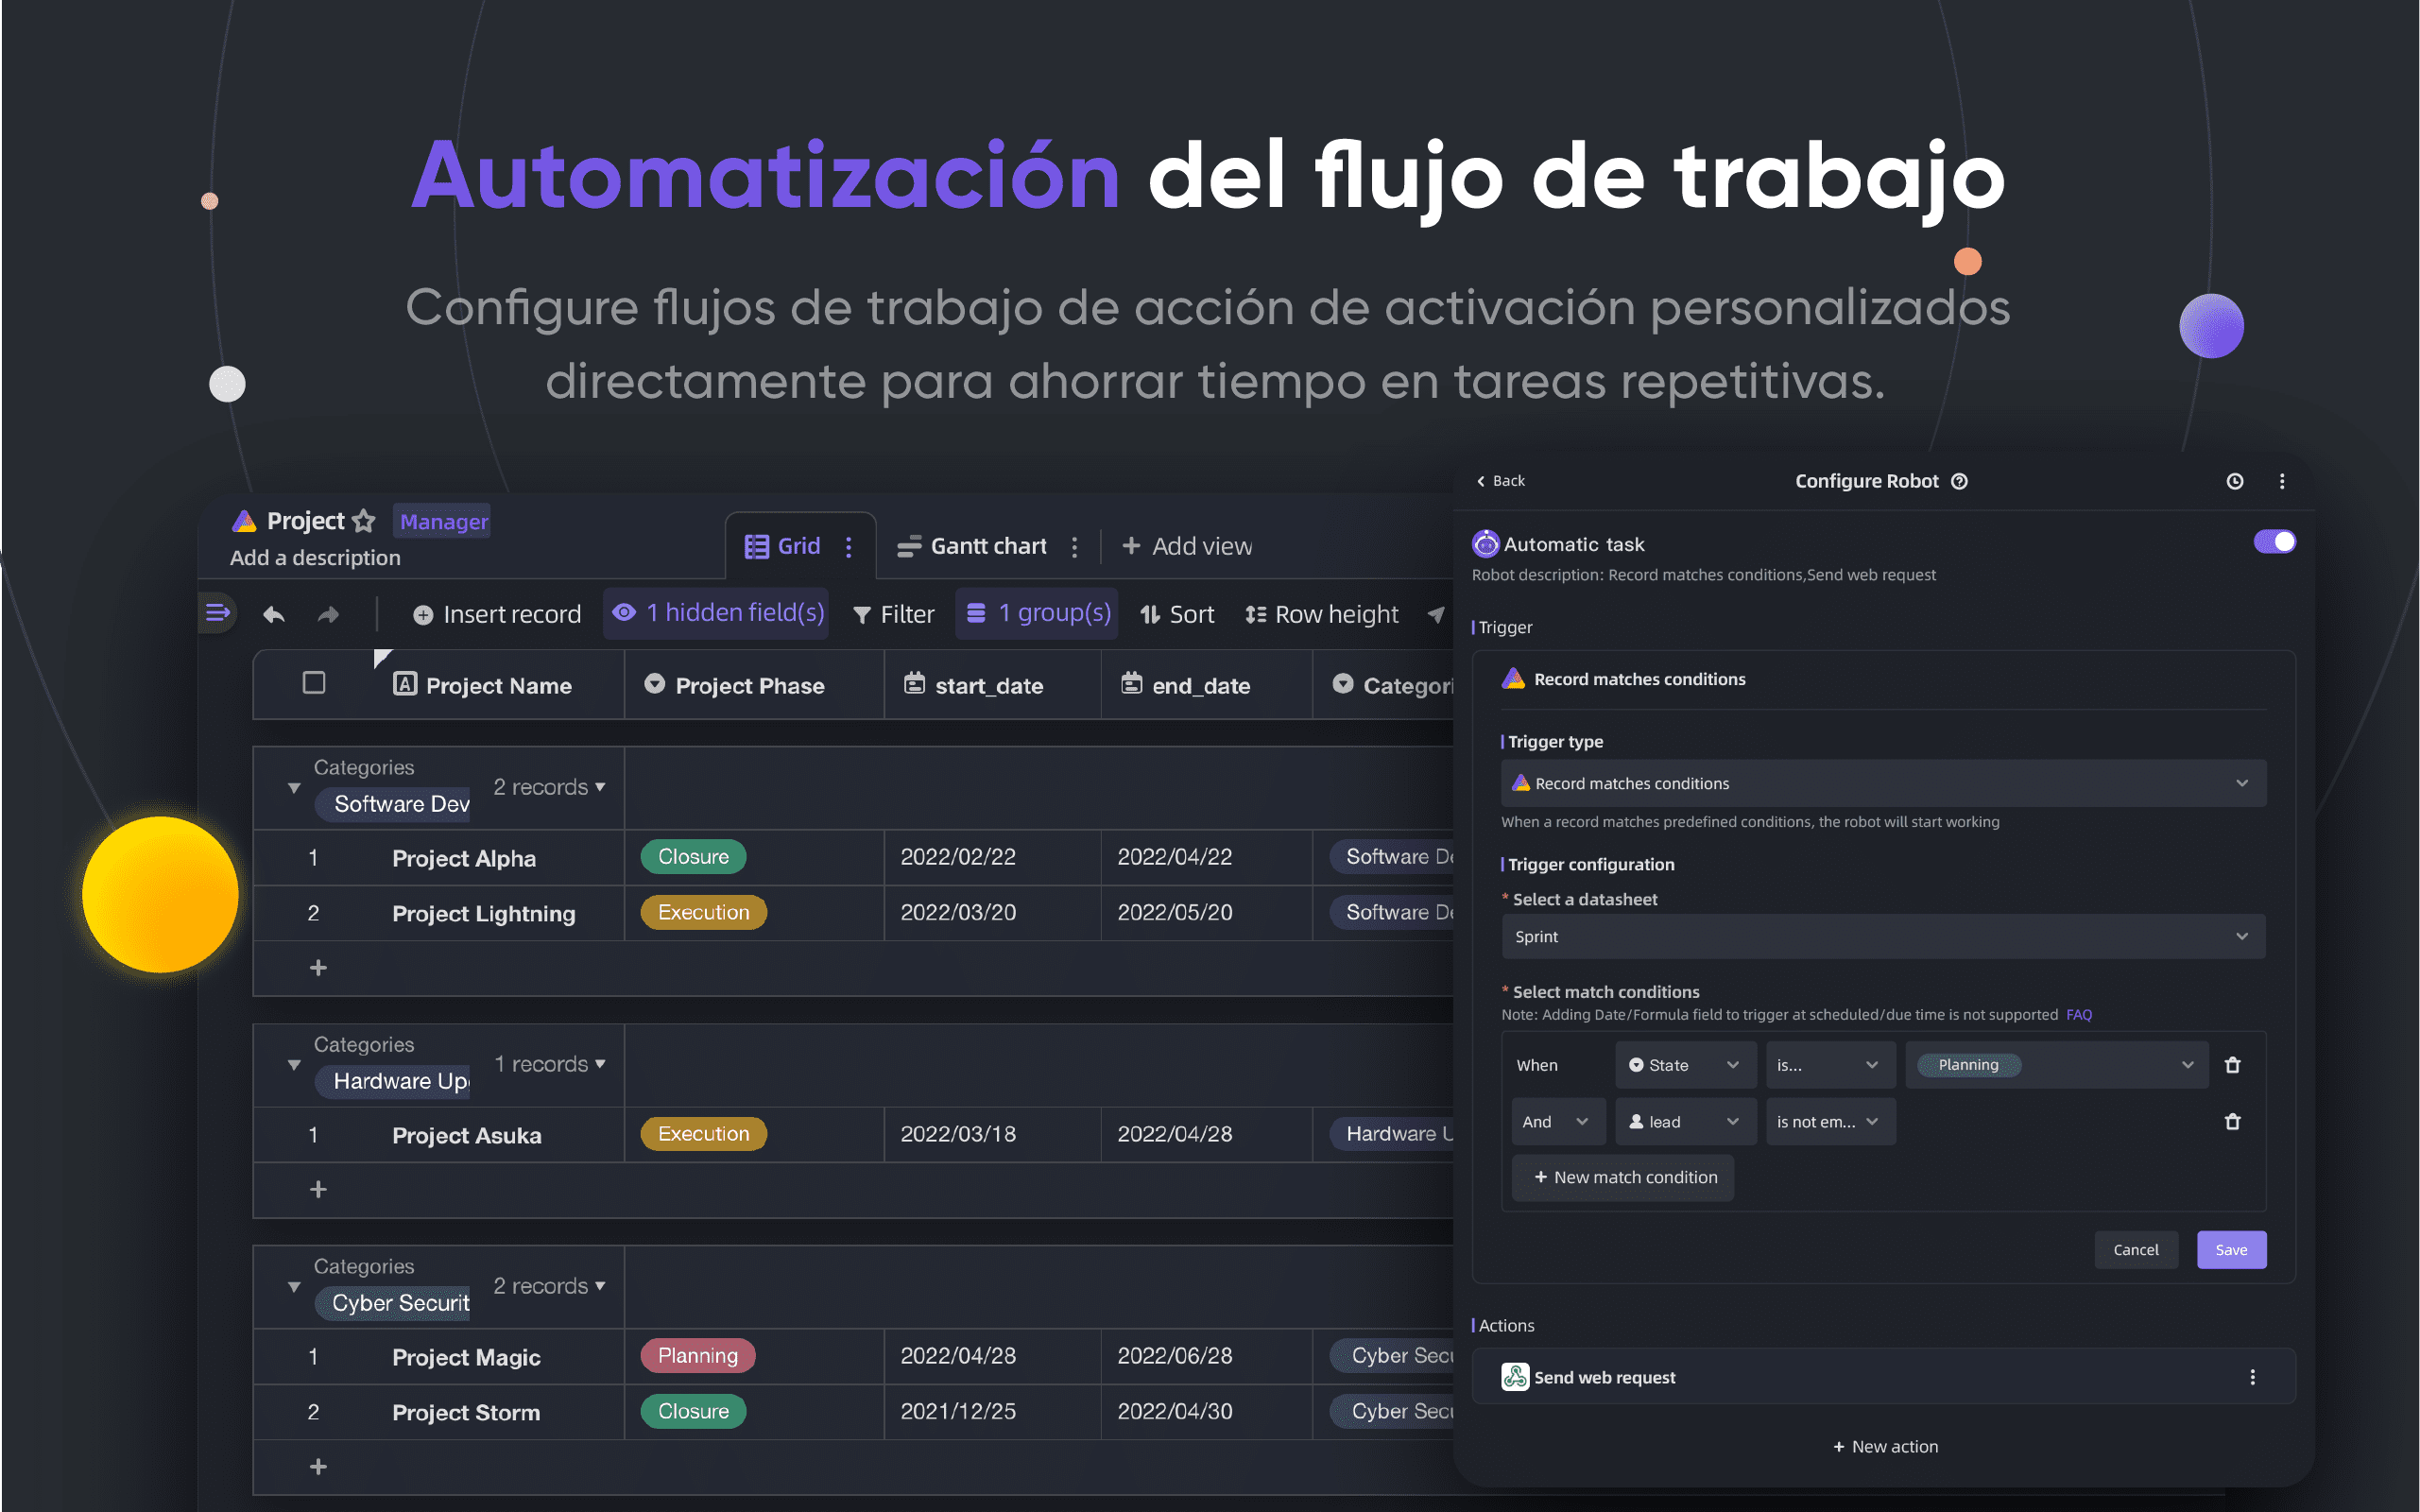 Automatización del flujo de trabajo
Configure flujos de trabajo de acción de activación personalizados
directamente para ahorrar tiempo en tareas repetitivas.
Project Manager
Add a description
Grid Gantt chart + Add view
Insert record 1 hidden field(s) Filter 1 group(s) Sort Row height
Project Name Project Phase start_date end_date Categori
Categories
Software Dev 2 records
1 Project Alpha Closure 2022/02/22 2022/04/22 Software De
2 Project Lightning Execution 2022/03/20 2022/05/20 Software De
+
Categories
Hardware Up 1 records
1 Project Asuka Execution 2022/03/18 2022/04/28 Hardware U
+
Categories
Cyber Securit 2 records
1 Project Magic Planning 2022/04/28 2022/06/28 Cyber Secu
2 Project Storm Closure 2021/12/25 2022/04/30 Cyber Secu
+
Back Configure Robot
Automatic task
Robot description: Record matches conditions,Send web request
Trigger
Record matches conditions
Trigger type
Record matches conditions
When a record matches predefined conditions, the robot will start working
Trigger configuration
* Select a datasheet
Sprint
* Select match conditions
Note: Adding Date/Formula field to trigger at scheduled/due time is not supported FAQ
When State is... Planning
And lead is not em...
+ New match condition
Cancel Save
Actions
Send web request
+ New action